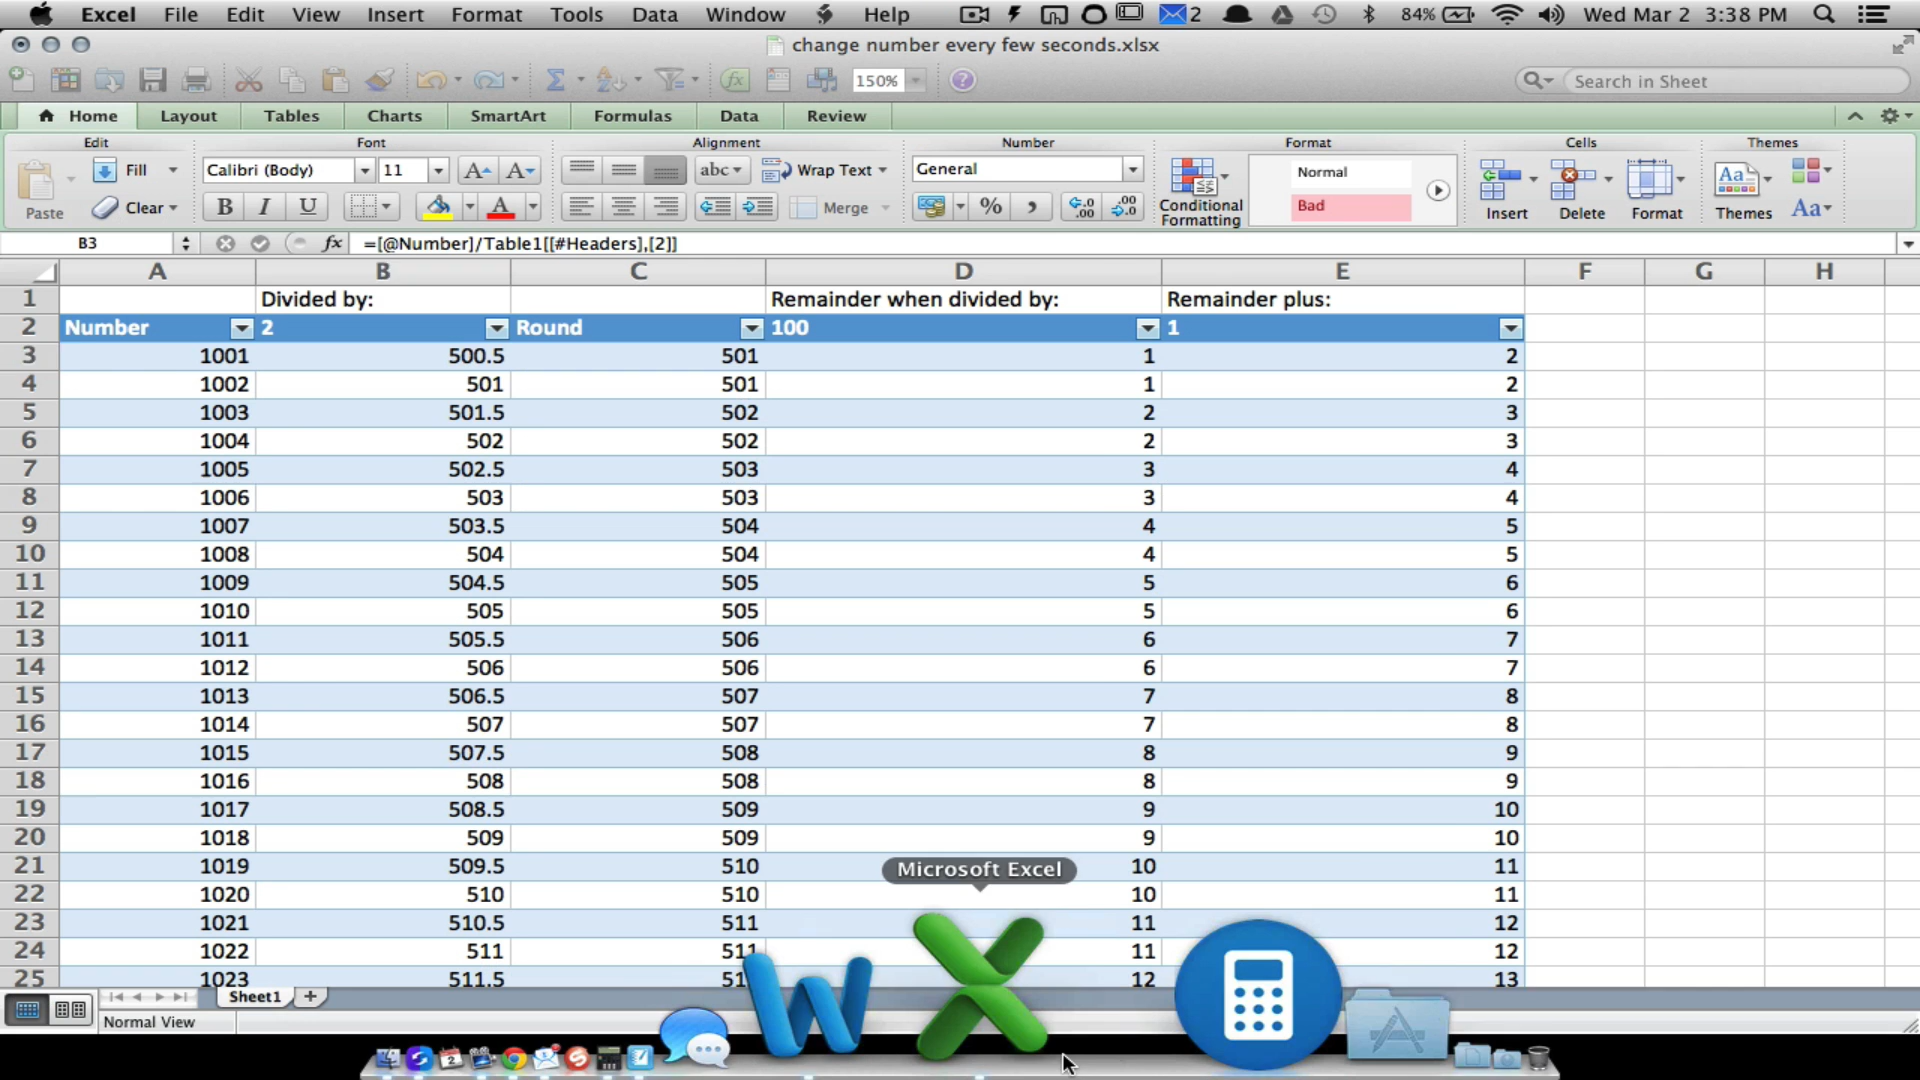 Excel File Edit View Insert Format Tools Data Window Help 2 84% Wed Mar 2 3:38 PM
change number every few seconds.xlsx
150% Search in Sheet
Home Layout Tables Charts SmartArt Formulas Data Review
Edit Font Alignment Number Format Cells Themes
Fill Calibri (Body) 11 abc Wrap Text General Normal
Paste Clear B I U Merge % Conditional Formatting Bad Insert Delete Format Themes Aa
B3 fx =[@Number]/Table1[[#Headers],[2]]
A B C D E F G H
1 Divided by: Remainder when divided by: Remainder plus:
2 Number 2 Round 100 1
3 1001 500.5 501 1 2
4 1002 501 501 1 2
5 1003 501.5 502 2 3
6 1004 502 502 2 3
7 1005 502.5 503 3 4
8 1006 503 503 3 4
9 1007 503.5 504 4 5
10 1008 504 504 4 5
11 1009 504.5 505 5 6
12 1010 505 505 5 6
13 1011 505.5 506 6 7
14 1012 506 506 6 7
15 1013 506.5 507 7 8
16 1014 507 507 7 8
17 1015 507.5 508 8 9
18 1016 508 508 8 9
19 1017 508.5 509 9 10
20 1018 509 509 9 10
21 1019 509.5 510 10 11
Microsoft Excel
22 1020 510 510 10 11
23 1021 510.5 511 11 12
24 1022 511 511 11 12
25 1023 511.5 51 12 13
Sheet1
Normal View